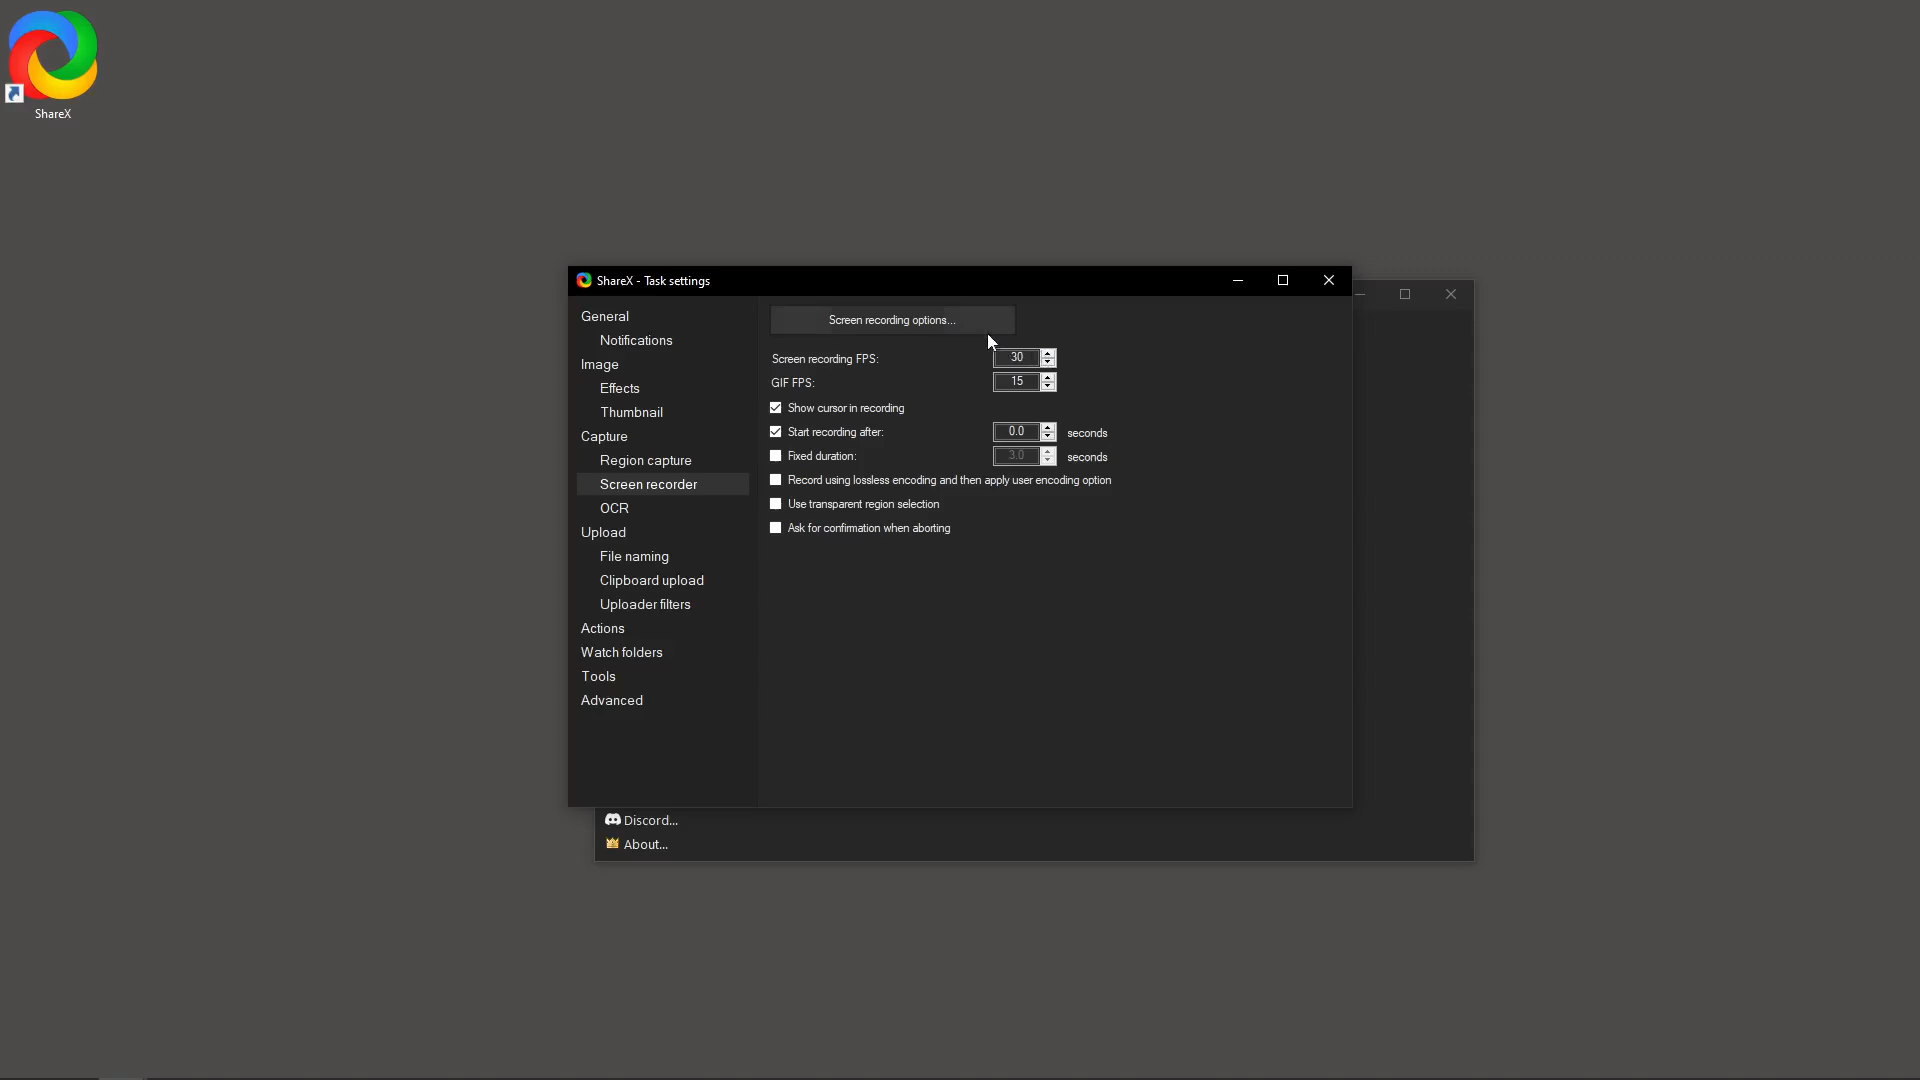 ShareX
ShareX - Task settings
General
Notifications
Image
Effects
Thumbnail
Capture
Region capture
Screen recorder
OCR
Upload
File naming
Clipboard upload
Uploader filters
Actions
Watch folders
Tools
Advanced
Screen recording options...
Screen recording FPS: 30
GIF FPS: 15
Show cursor in recording
Start recording after: 0.0 seconds
Fixed duration: 3.0 seconds
Record using lossless encoding and then apply user encoding option
Use transparent region selection
Ask for confirmation when aborting
Discord...
About...